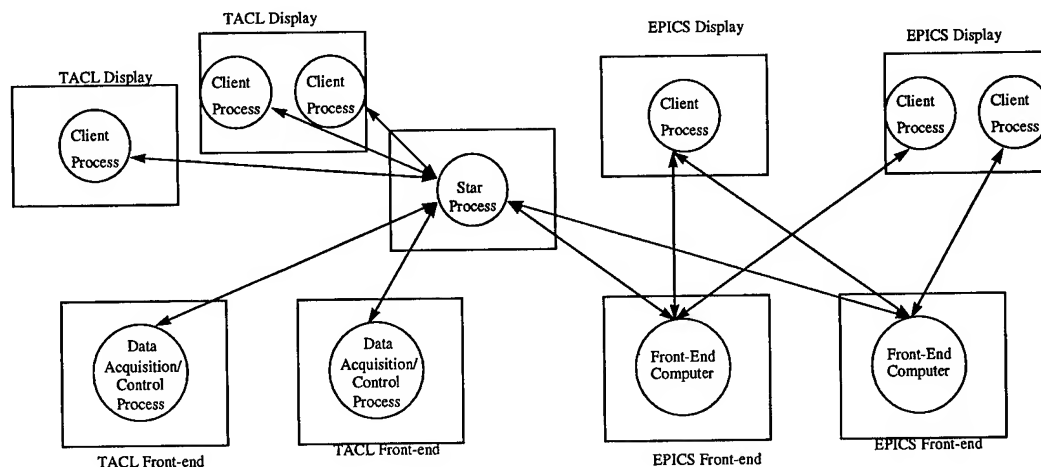 TACL Display
TACL Display
EPICS Display
EPICS Display
Client
Process
Client
Process
Client
Process
Client
Process
Client
Process
Client
Process
Star
Process
Data
Acquisition/
Control
Process
Data
Acquisition/
Control
Process
Front-End
Computer
Front-End
Computer
TACL Front-end
TACL Front-end
EPICS Front-end
EPICS Front-end